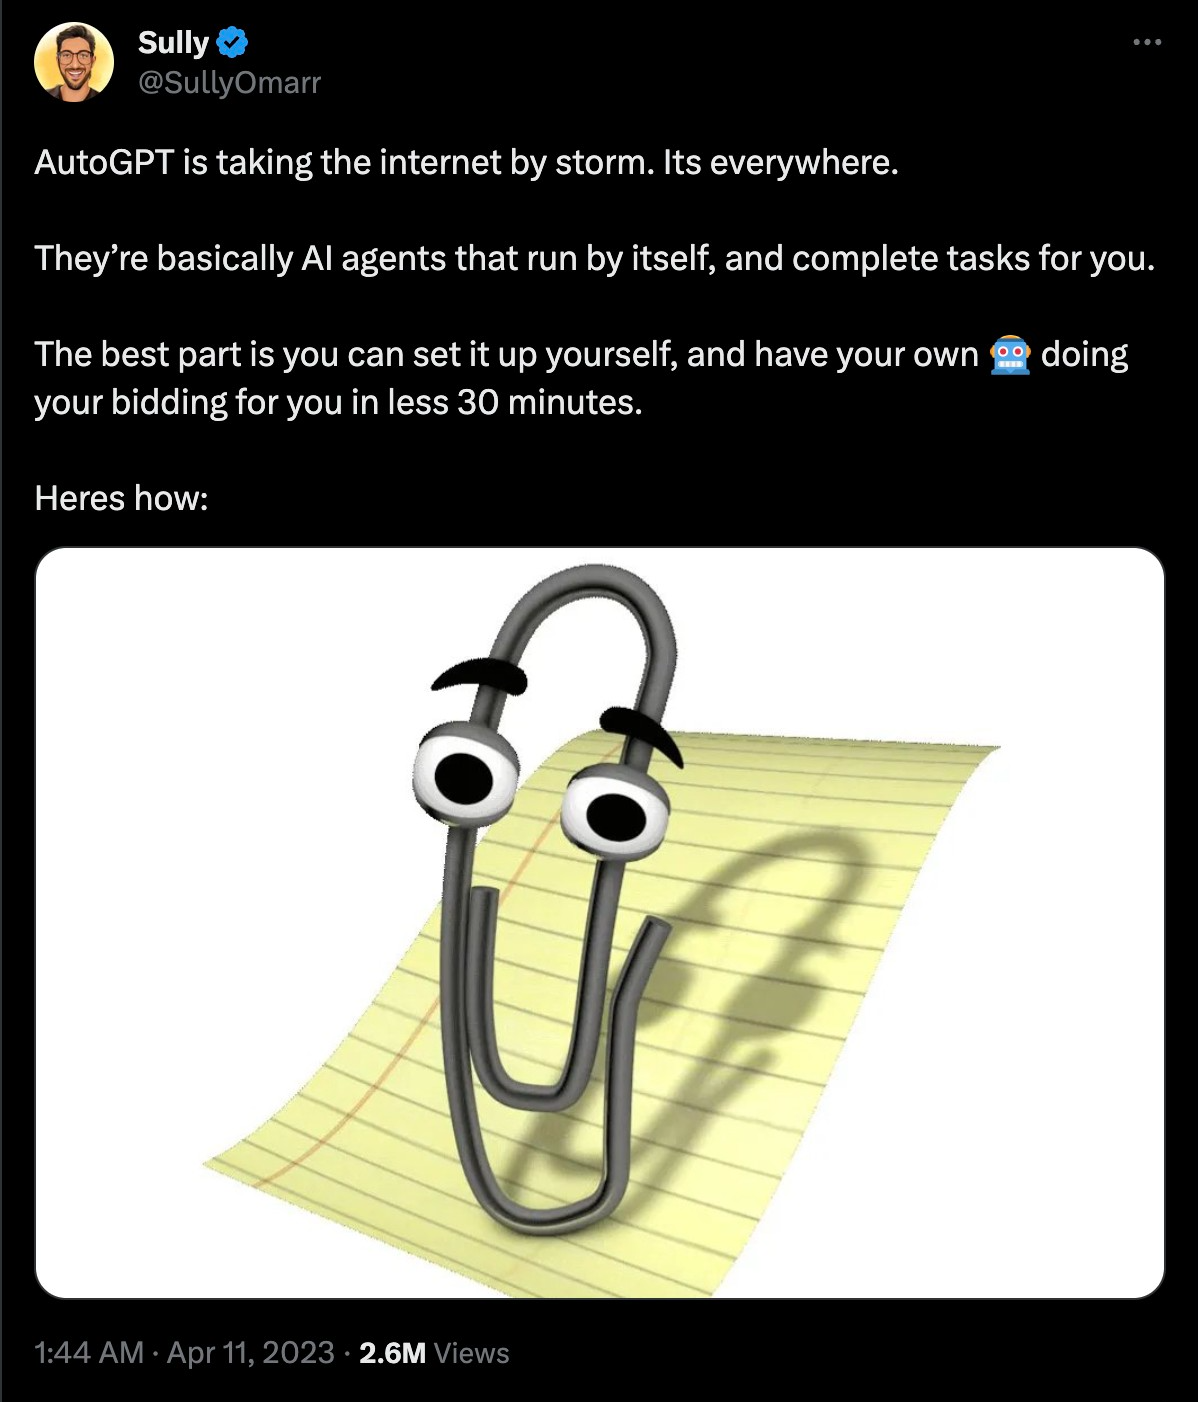 Sully
@SullyOmarr
AutoGPT is taking the internet by storm. Its everywhere.
They’re basically AI agents that run by itself, and complete tasks for you.
The best part is you can set it up yourself, and have your own 🤖 doing
your bidding for you in less 30 minutes.
Heres how:
1:44 AM · Apr 11, 2023 · 2.6M Views